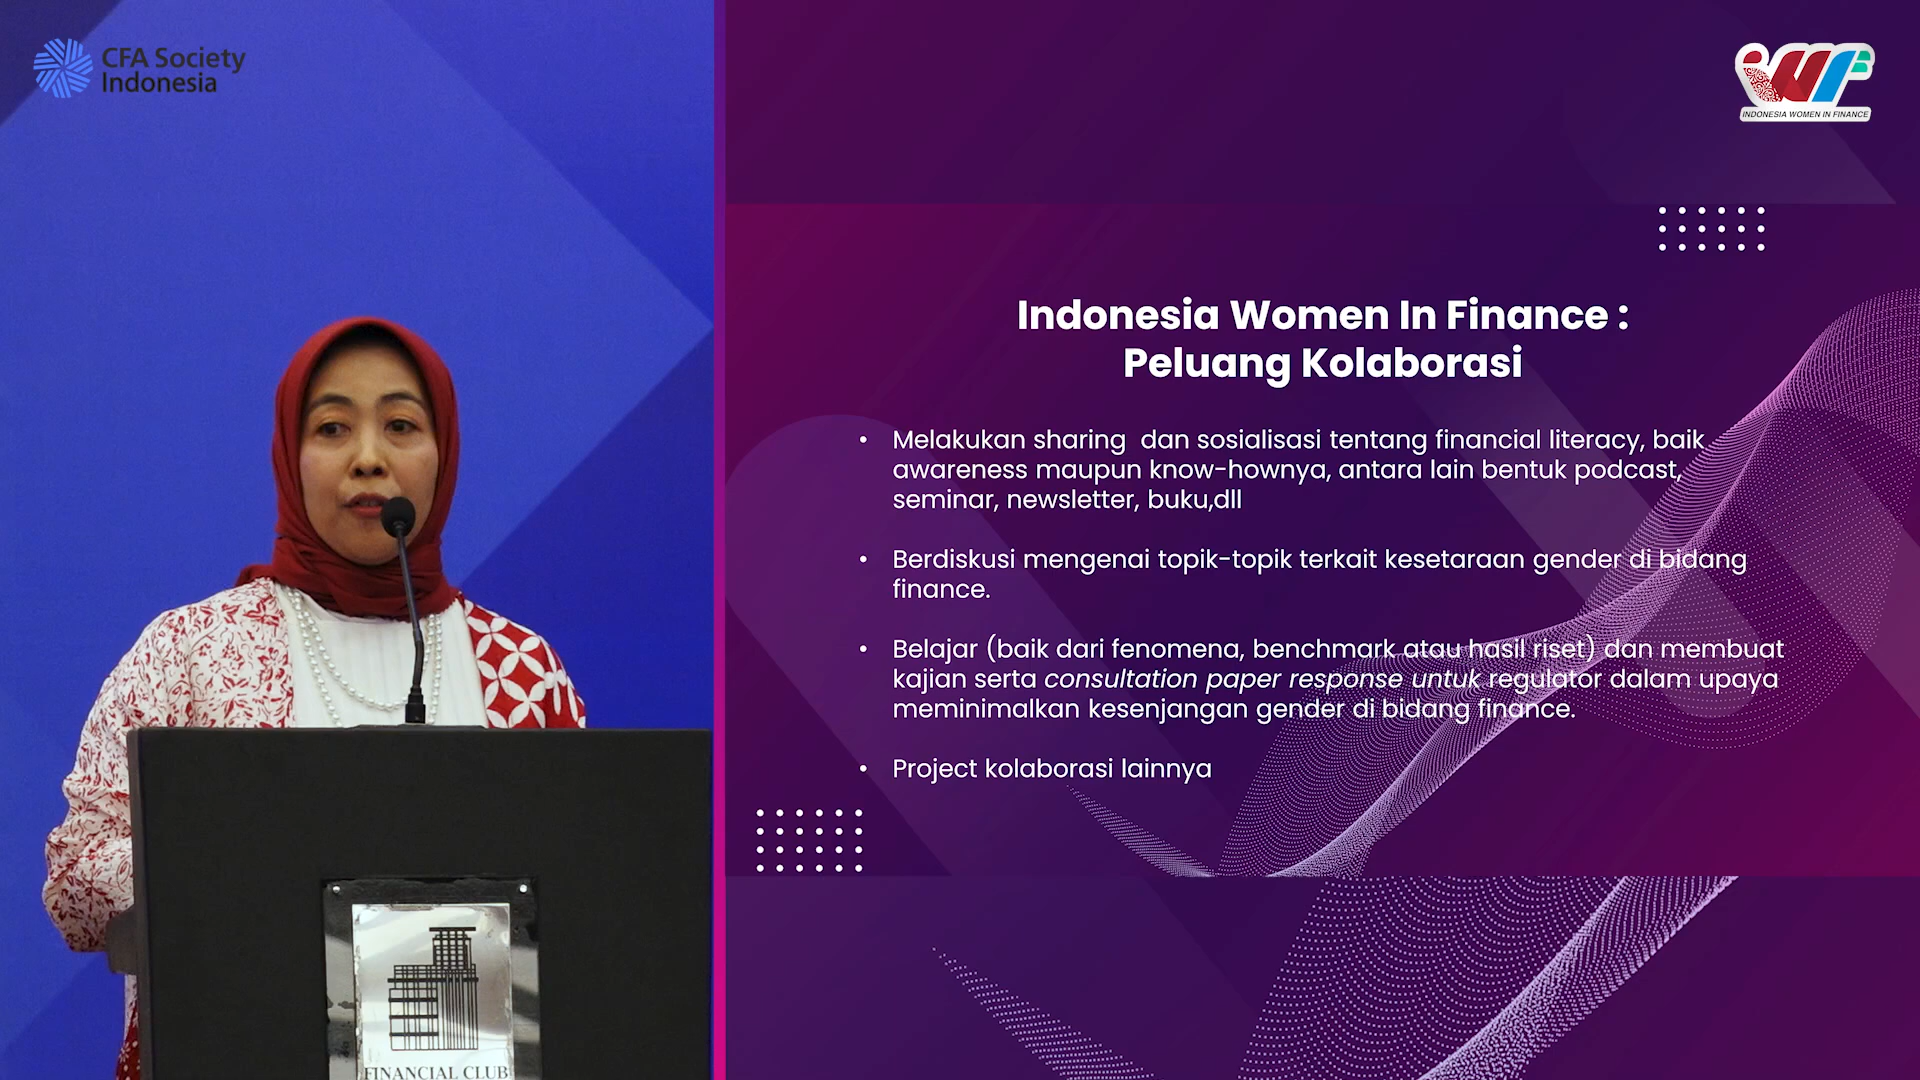 CFA Society
Indonesia
iWF
INDONESIA WOMEN IN FINANCE
Indonesia Women In Finance :
Peluang Kolaborasi
• Melakukan sharing dan sosialisasi tentang financial literacy, baik
awareness maupun know-hownya, antara lain bentuk podcast,
seminar, newsletter, buku,dll
• Berdiskusi mengenai topik-topik terkait kesetaraan gender di bidang
finance.
• Belajar (baik dari fenomena, benchmark atau hasil riset) dan membuat
kajian serta consultation paper response untuk regulator dalam upaya
meminimalkan kesenjangan gender di bidang finance.
• Project kolaborasi lainnya
FINANCIAL CLUB